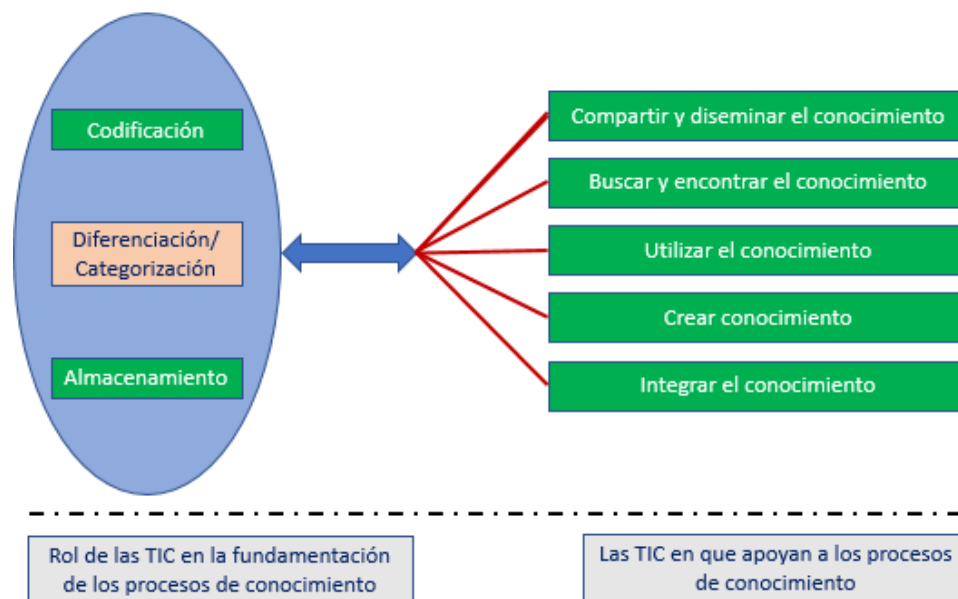 Codificación
Diferenciación/
Categorización
Almacenamiento
Compartir y diseminar el conocimiento
Buscar y encontrar el conocimiento
Utilizar el conocimiento
Crear conocimiento
Integrar el conocimiento
Rol de las TIC en la fundamentación
de los procesos de conocimiento
Las TIC en que apoyan a los procesos
de conocimiento